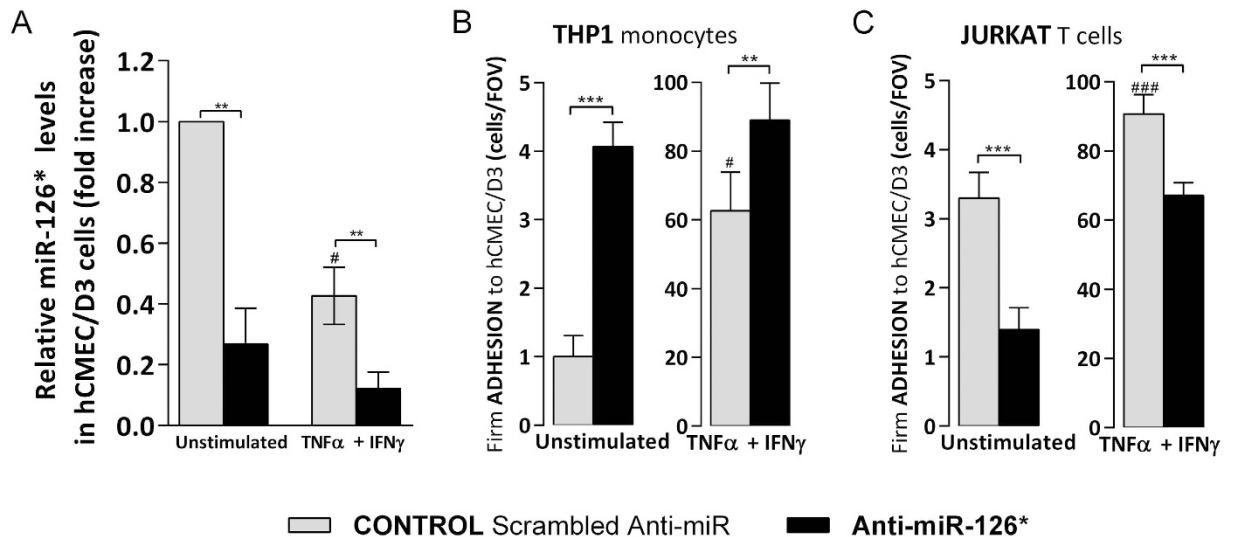 A
Relative miR-126* levels
in hCMEC/D3 cells (fold increase)
1.2
1.0
0.8
0.6
0.4
0.2
0.0
**
#
**
Unstimulated
TNFα + IFNγ
B
THP1 monocytes
Firm ADHESION to hCMEC/D3 (cells/FOV)
5
4
3
2
1
0
***
Unstimulated
100
80
60
40
20
0
**
#
TNFα + IFNγ
C
JURKAT T cells
Firm ADHESION to hCMEC/D3 (cells/FOV)
5
4
3
2
1
0
***
Unstimulated
100
80
60
40
20
0
***
###
TNFα + IFNγ
CONTROL Scrambled Anti-miR
Anti-miR-126*